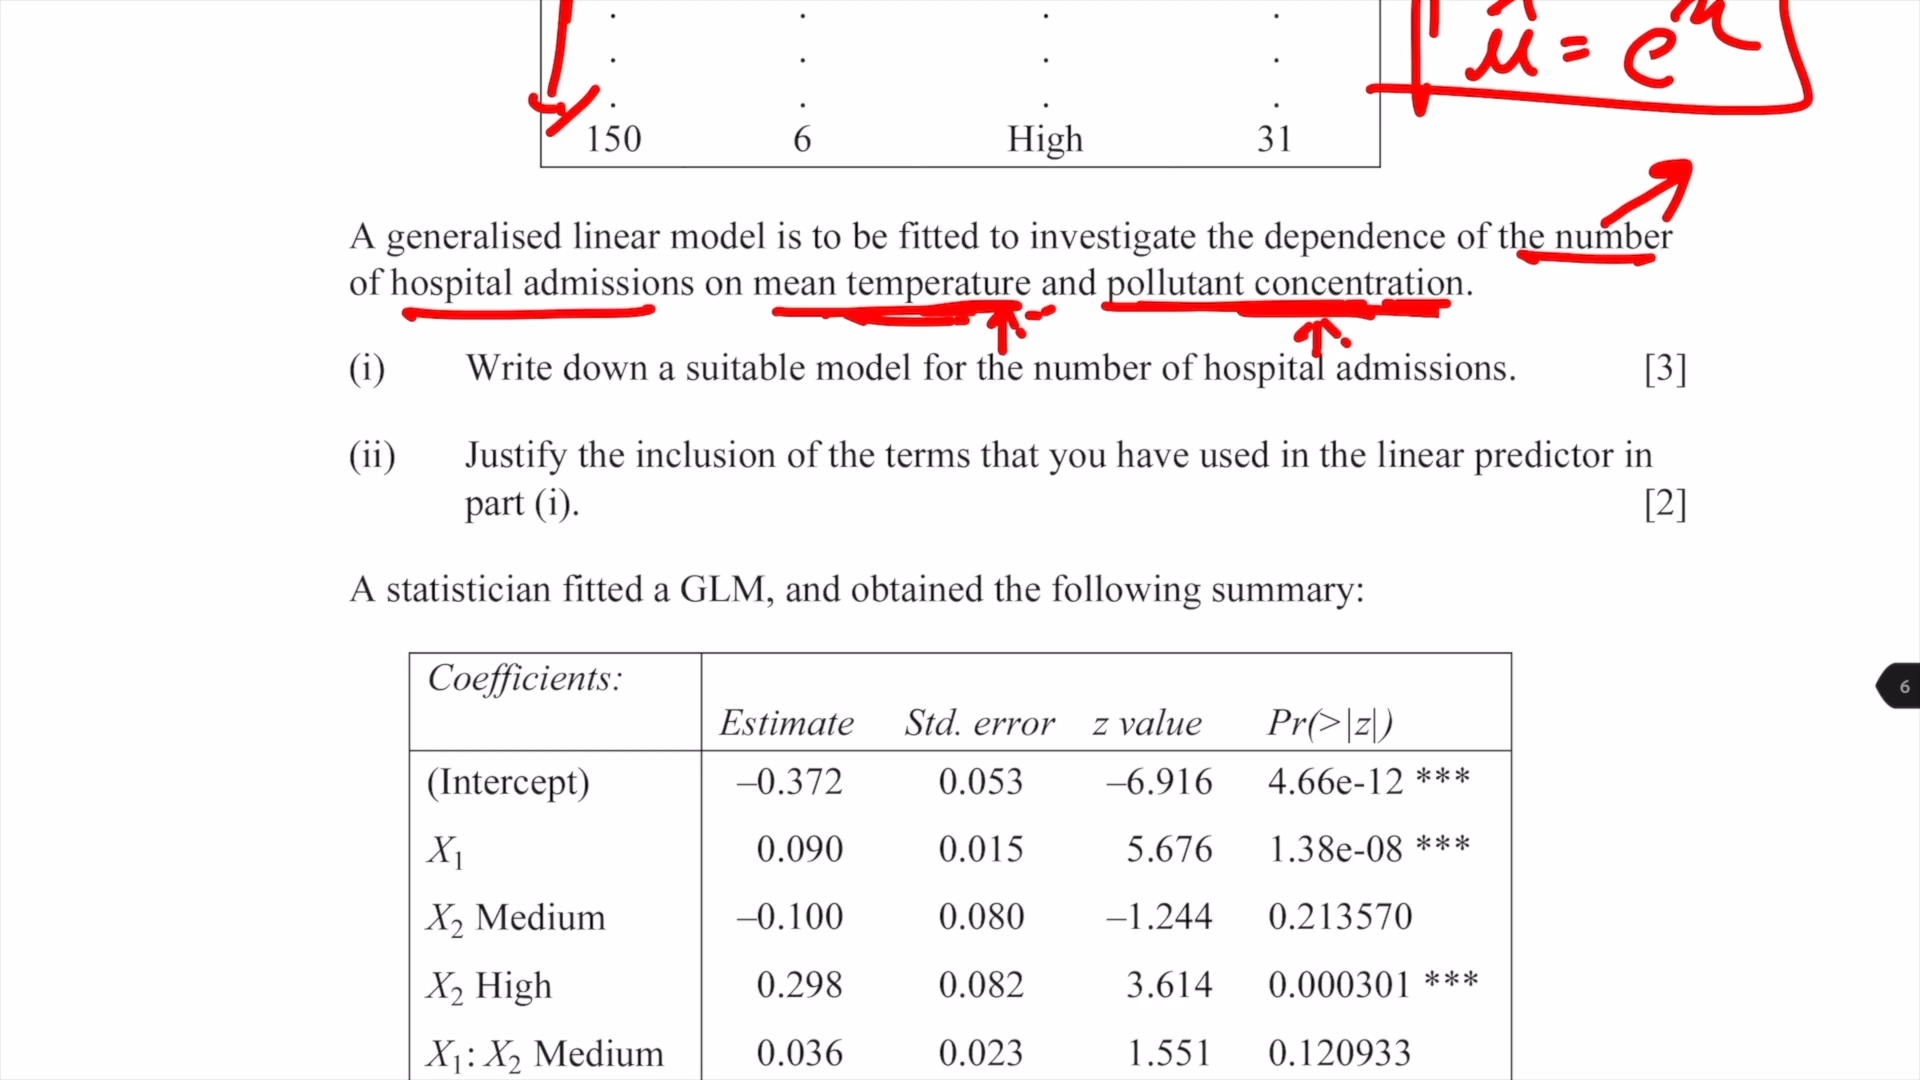 μ̂ = e^η
150 6 High 31
A generalised linear model is to be fitted to investigate the dependence of the number
of hospital admissions on mean temperature and pollutant concentration.
(i) Write down a suitable model for the number of hospital admissions. [3]
(ii) Justify the inclusion of the terms that you have used in the linear predictor in
part (i). [2]
A statistician fitted a GLM, and obtained the following summary:
Coefficients:
Estimate Std. error z value Pr(>|z|)
(Intercept) –0.372 0.053 –6.916 4.66e-12 ***
X₁ 0.090 0.015 5.676 1.38e-08 ***
X₂ Medium –0.100 0.080 –1.244 0.213570
X₂ High 0.298 0.082 3.614 0.000301 ***
X₁: X₂ Medium 0.036 0.023 1.551 0.120933
6